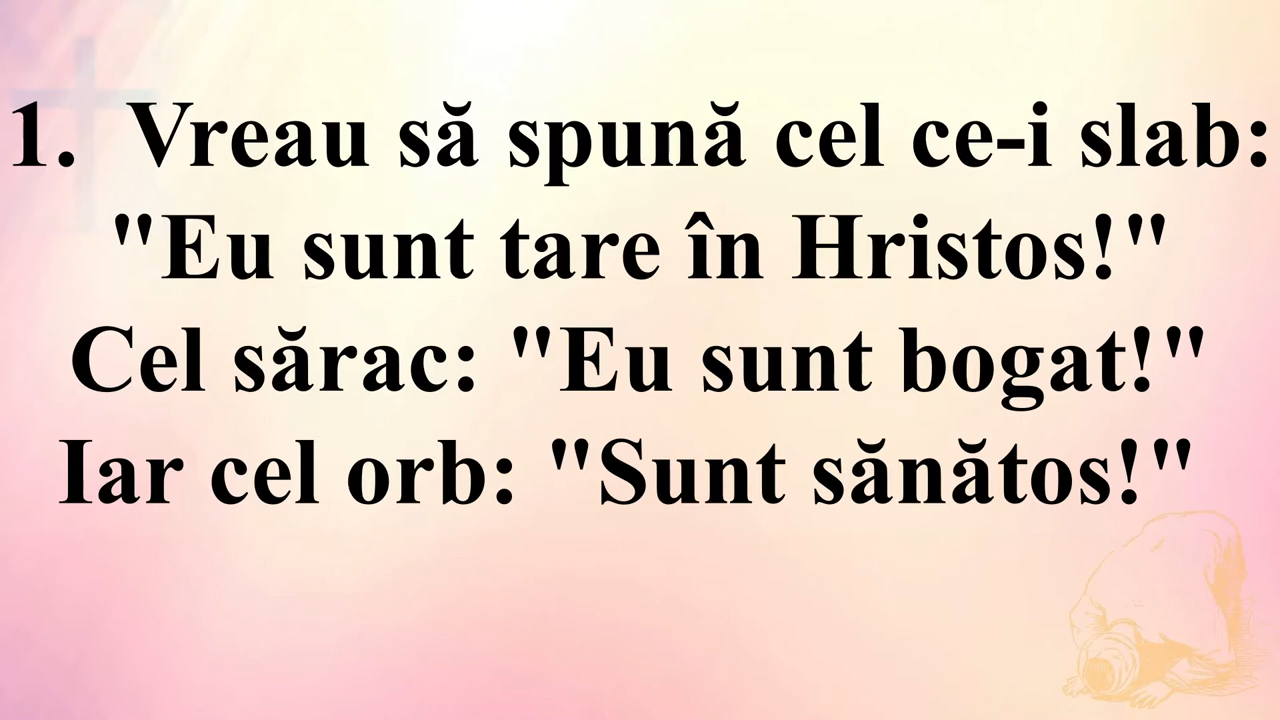 1. Vreau să spună cel ce-i slab:
"Eu sunt tare în Hristos!"
Cel sărac: "Eu sunt bogat!"
Iar cel orb: "Sunt sănătos!"